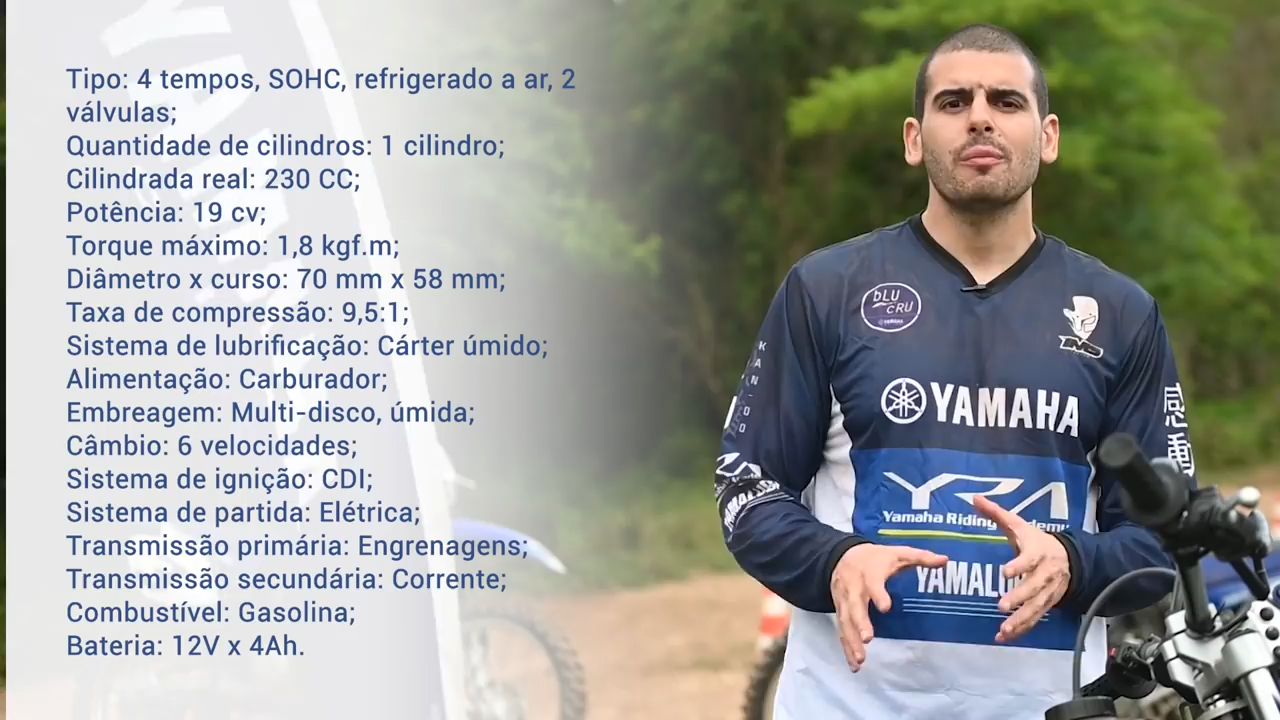 Tipo: 4 tempos, SOHC, refrigerado a ar, 2
válvulas;
Quantidade de cilindros: 1 cilindro;
Cilindrada real: 230 CC;
Potência: 19 cv;
Torque máximo: 1,8 kgf.m;
Diâmetro x curso: 70 mm x 58 mm;
Taxa de compressão: 9,5:1;
Sistema de lubrificação: Cárter úmido;
Alimentação: Carburador;
Embreagem: Multi-disco, úmida;
Câmbio: 6 velocidades;
Sistema de ignição: CDI;
Sistema de partida: Elétrica;
Transmissão primária: Engrenagens;
Transmissão secundária: Corrente;
Combustível: Gasolina;
Bateria: 12V x 4Ah.
bLU
CRU
YAMAHA
YAMAHA
YRA
Yamaha Riding
感
動